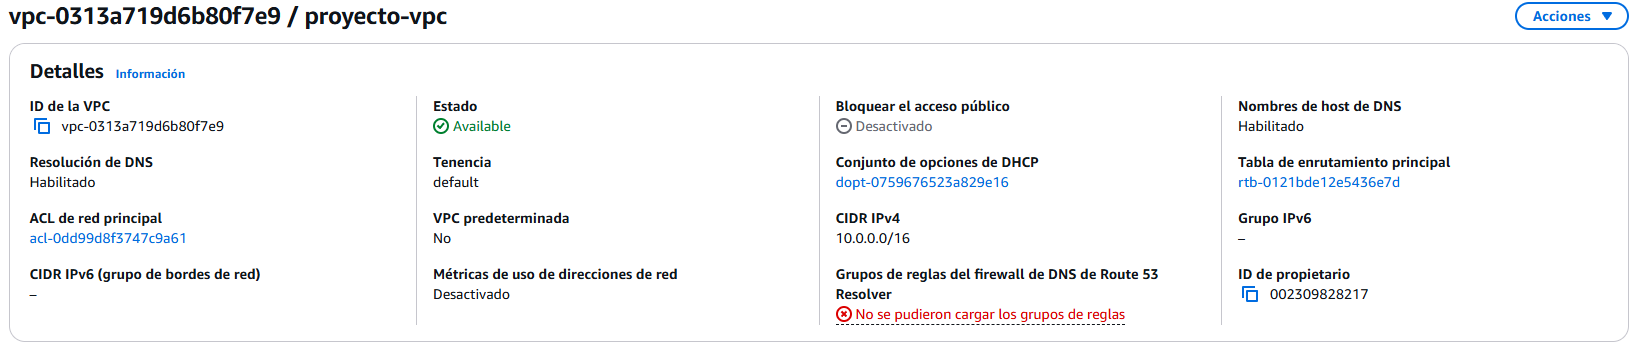 vpc-0313a719d6b80f7e9 / proyecto-vpc
Acciones
Detalles Información
ID de la VPC
vpc-0313a719d6b80f7e9
Estado
Available
Bloquear el acceso público
Desactivado
Nombres de host de DNS
Habilitado
Resolución de DNS
Habilitado
Tenencia
default
Conjunto de opciones de DHCP
dopt-0759676523a829e16
Tabla de enrutamiento principal
rtb-0121bde12e5436e7d
ACL de red principal
acl-0dd99d8f3747c9a61
VPC predeterminada
No
CIDR IPv4
10.0.0.0/16
Grupo IPv6
–
CIDR IPv6 (grupo de bordes de red)
–
Métricas de uso de direcciones de red
Desactivado
Grupos de reglas del firewall de DNS de Route 53
Resolver
No se pudieron cargar los grupos de reglas
ID de propietario
002309828217